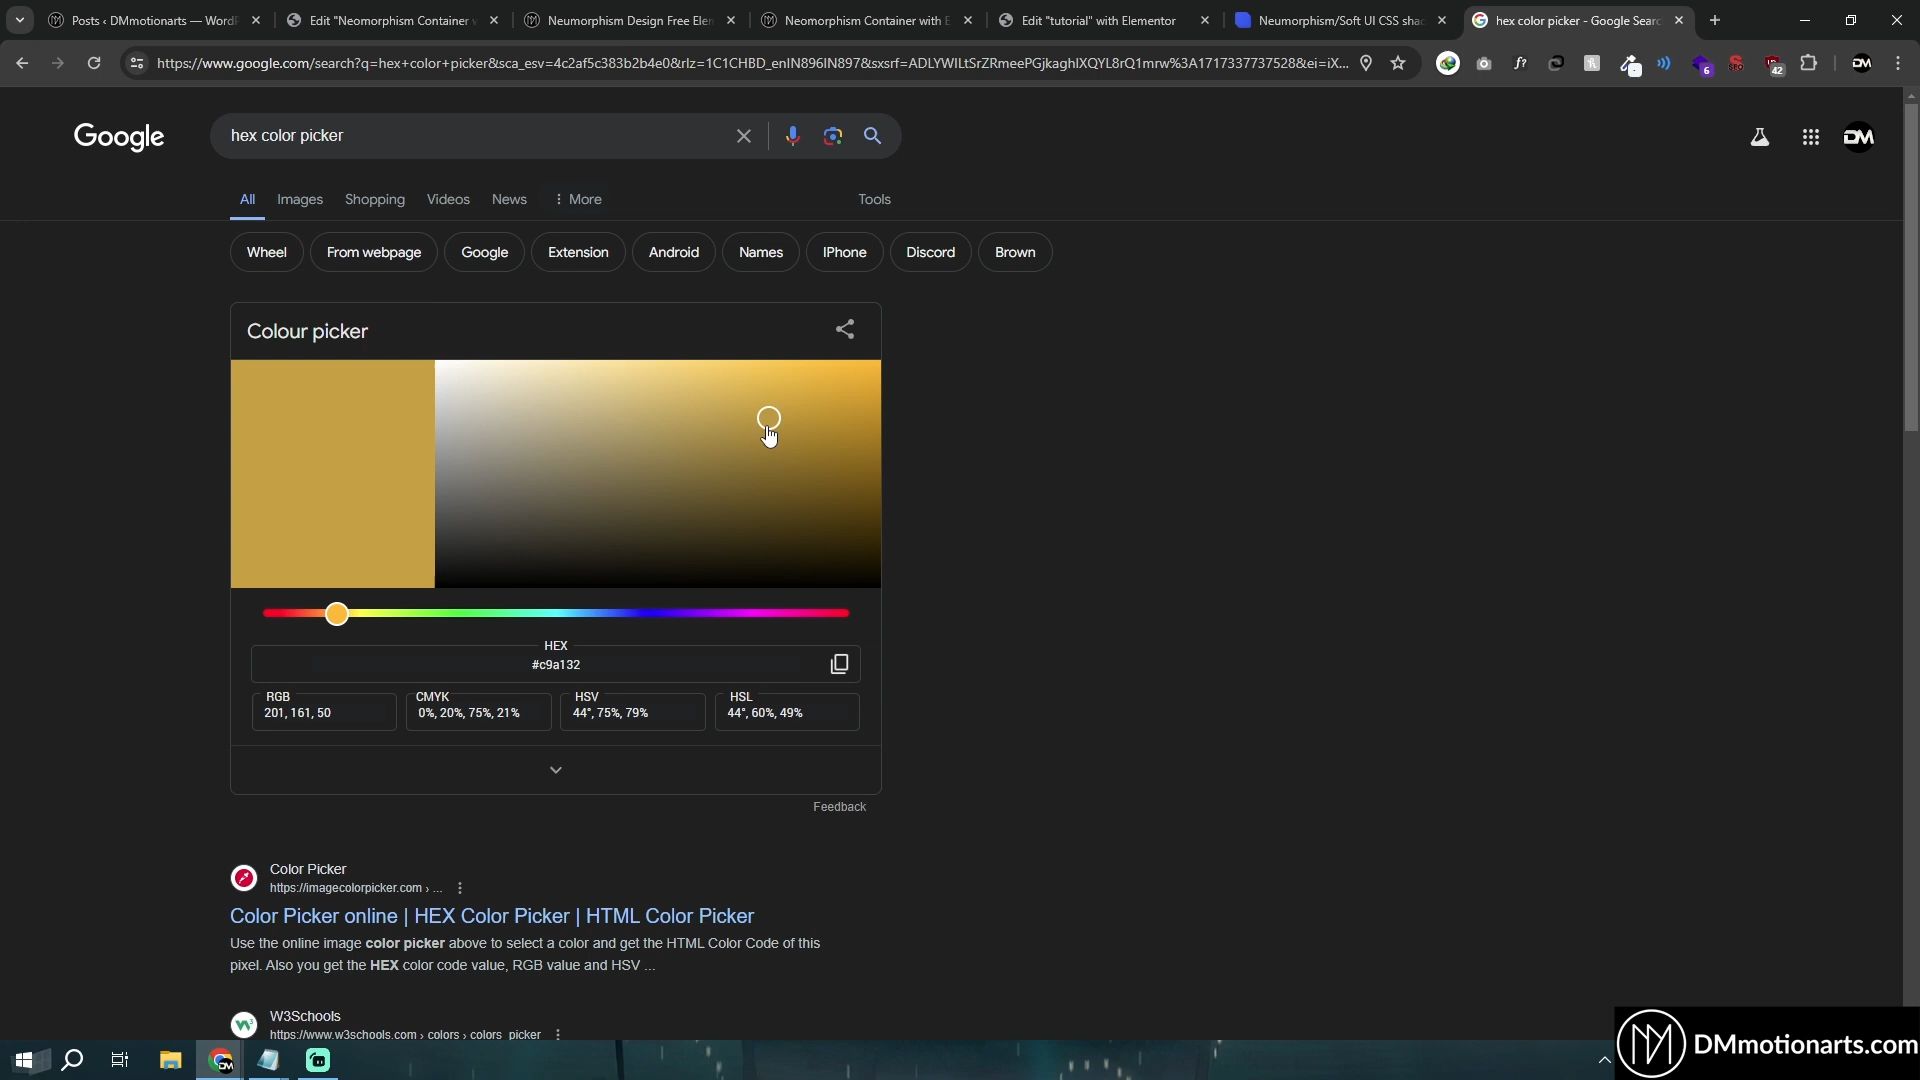 Posts ‹ DMmotionarts — WordP
Edit "Neomorphism Container w
Neumorphism Design Free Elem
Neomorphism Container with E
Edit "tutorial" with Elementor
Neumorphism/Soft UI CSS shad
hex color picker - Google Searc
https://www.google.com/search?q=hex+color+picker&sca_esv=4c2af5c383b2b4e0&rlz=1C1CHBD_enIN896IN897&sxsrf=ADLYWILtSrZRmeePGjkaghlXQYL8rQ1mrw%3A1717337737528&ei=iX...
6
42
Google
hex color picker
DM
All
Images
Shopping
Videos
News
More
Tools
Wheel
From webpage
Google
Extension
Android
Names
IPhone
Discord
Brown
Colour picker
HEX
#c9a132
RGB
201, 161, 50
CMYK
0%, 20%, 75%, 21%
HSV
44°, 75%, 79%
HSL
44°, 60%, 49%
Feedback
Color Picker
https://imagecolorpicker.com › ...
Color Picker online | HEX Color Picker | HTML Color Picker
Use the online image color picker above to select a color and get the HTML Color Code of this
pixel. Also you get the HEX color code value, RGB value and HSV ...
W3Schools
https://www.w3schools.com › colors › colors_picker
DMmotionarts.com